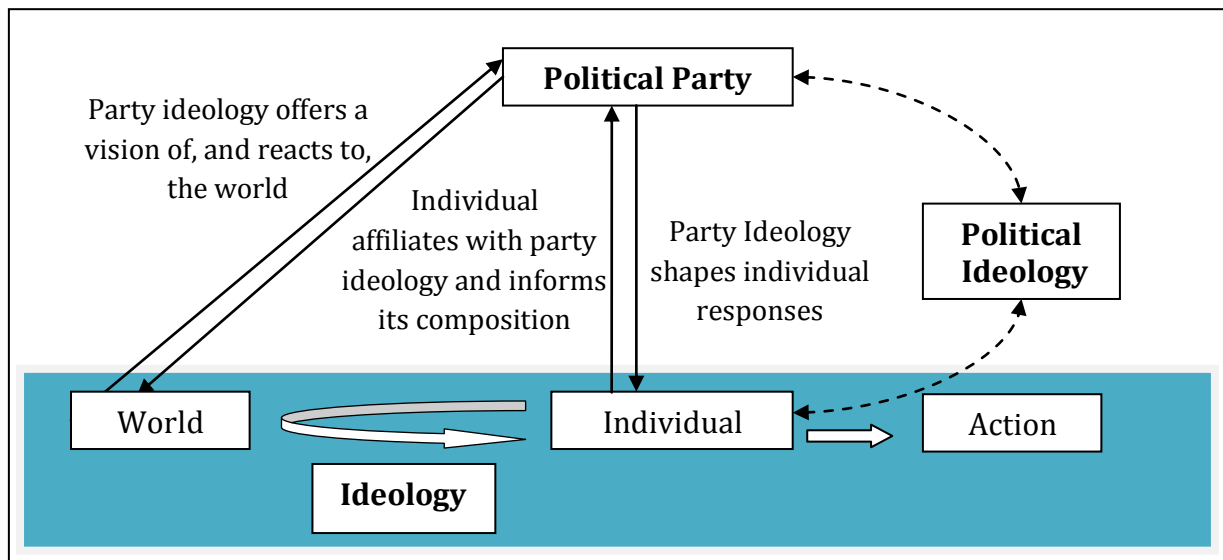 Political Party
Party ideology offers a
vision of, and reacts to,
the world
Individual
affiliates with party
ideology and informs
its composition
Party Ideology
shapes individual
responses
Political
Ideology
World
Individual
Action
Ideology